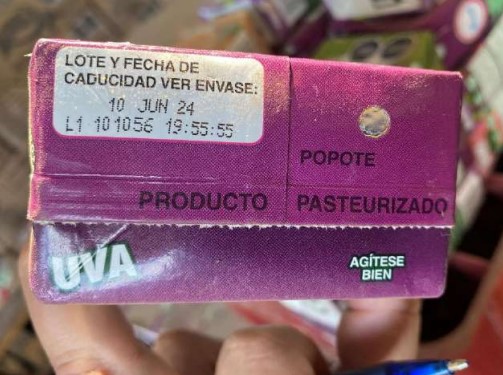 LOTE Y FECHA DE
CADUCIDAD VER ENVASE:
10 JUN 24
L1 101056 19:55:55
POPOTE
PRODUCTO PASTEURIZADO
UVA
AGÍTESE
BIEN